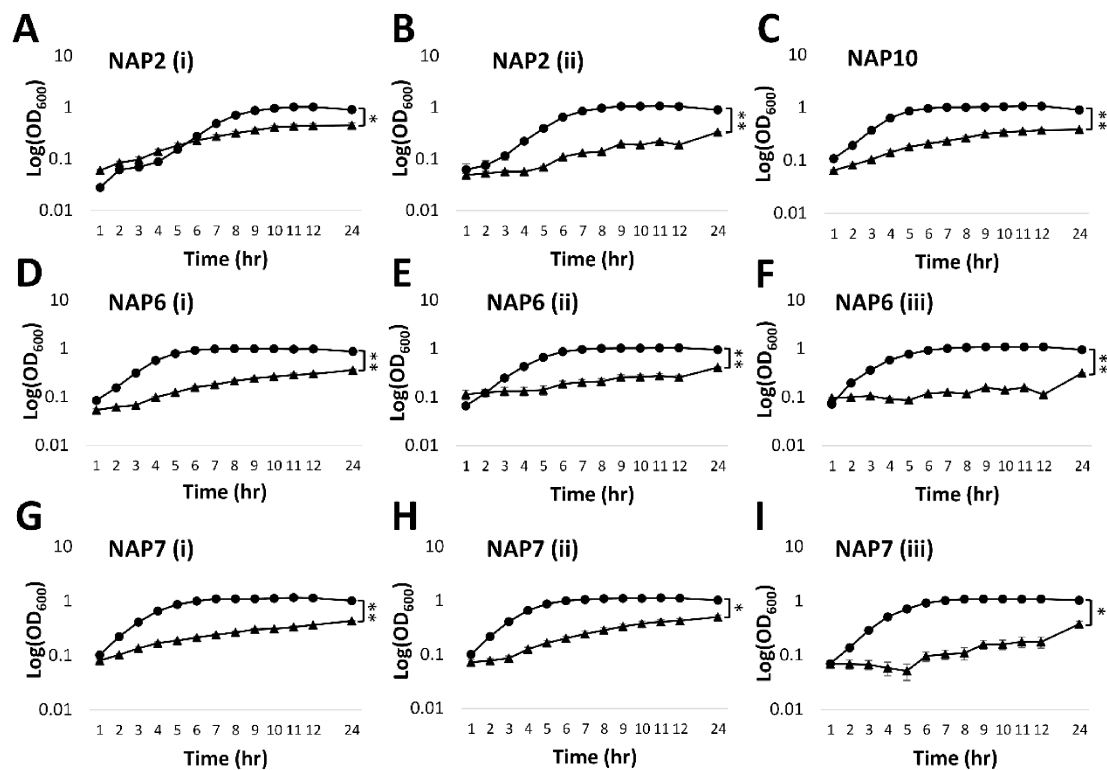 A
NAP2 (i)
10
1
0.1
0.01
Log(OD600)
*
1 2 3 4 5 6 7 8 9 10 11 12 24
Time (hr)
B
NAP2 (ii)
10
1
0.1
0.01
Log(OD600)
**
1 2 3 4 5 6 7 8 9 10 11 12 24
Time (hr)
C
NAP10
10
1
0.1
0.01
Log(OD600)
**
1 2 3 4 5 6 7 8 9 10 11 12 24
Time (hr)
D
NAP6 (i)
10
1
0.1
0.01
Log(OD600)
**
1 2 3 4 5 6 7 8 9 10 11 12 24
Time (hr)
E
NAP6 (ii)
10
1
0.1
0.01
Log(OD600)
**
1 2 3 4 5 6 7 8 9 10 11 12 24
Time (hr)
F
NAP6 (iii)
10
1
0.1
0.01
Log(OD600)
**
1 2 3 4 5 6 7 8 9 10 11 12 24
Time (hr)
G
NAP7 (i)
10
1
0.1
0.01
Log(OD600)
**
1 2 3 4 5 6 7 8 9 10 11 12 24
Time (hr)
H
NAP7 (ii)
10
1
0.1
0.01
Log(OD600)
*
1 2 3 4 5 6 7 8 9 10 11 12 24
Time (hr)
I
NAP7 (iii)
10
1
0.1
0.01
Log(OD600)
*
1 2 3 4 5 6 7 8 9 10 11 12 24
Time (hr)